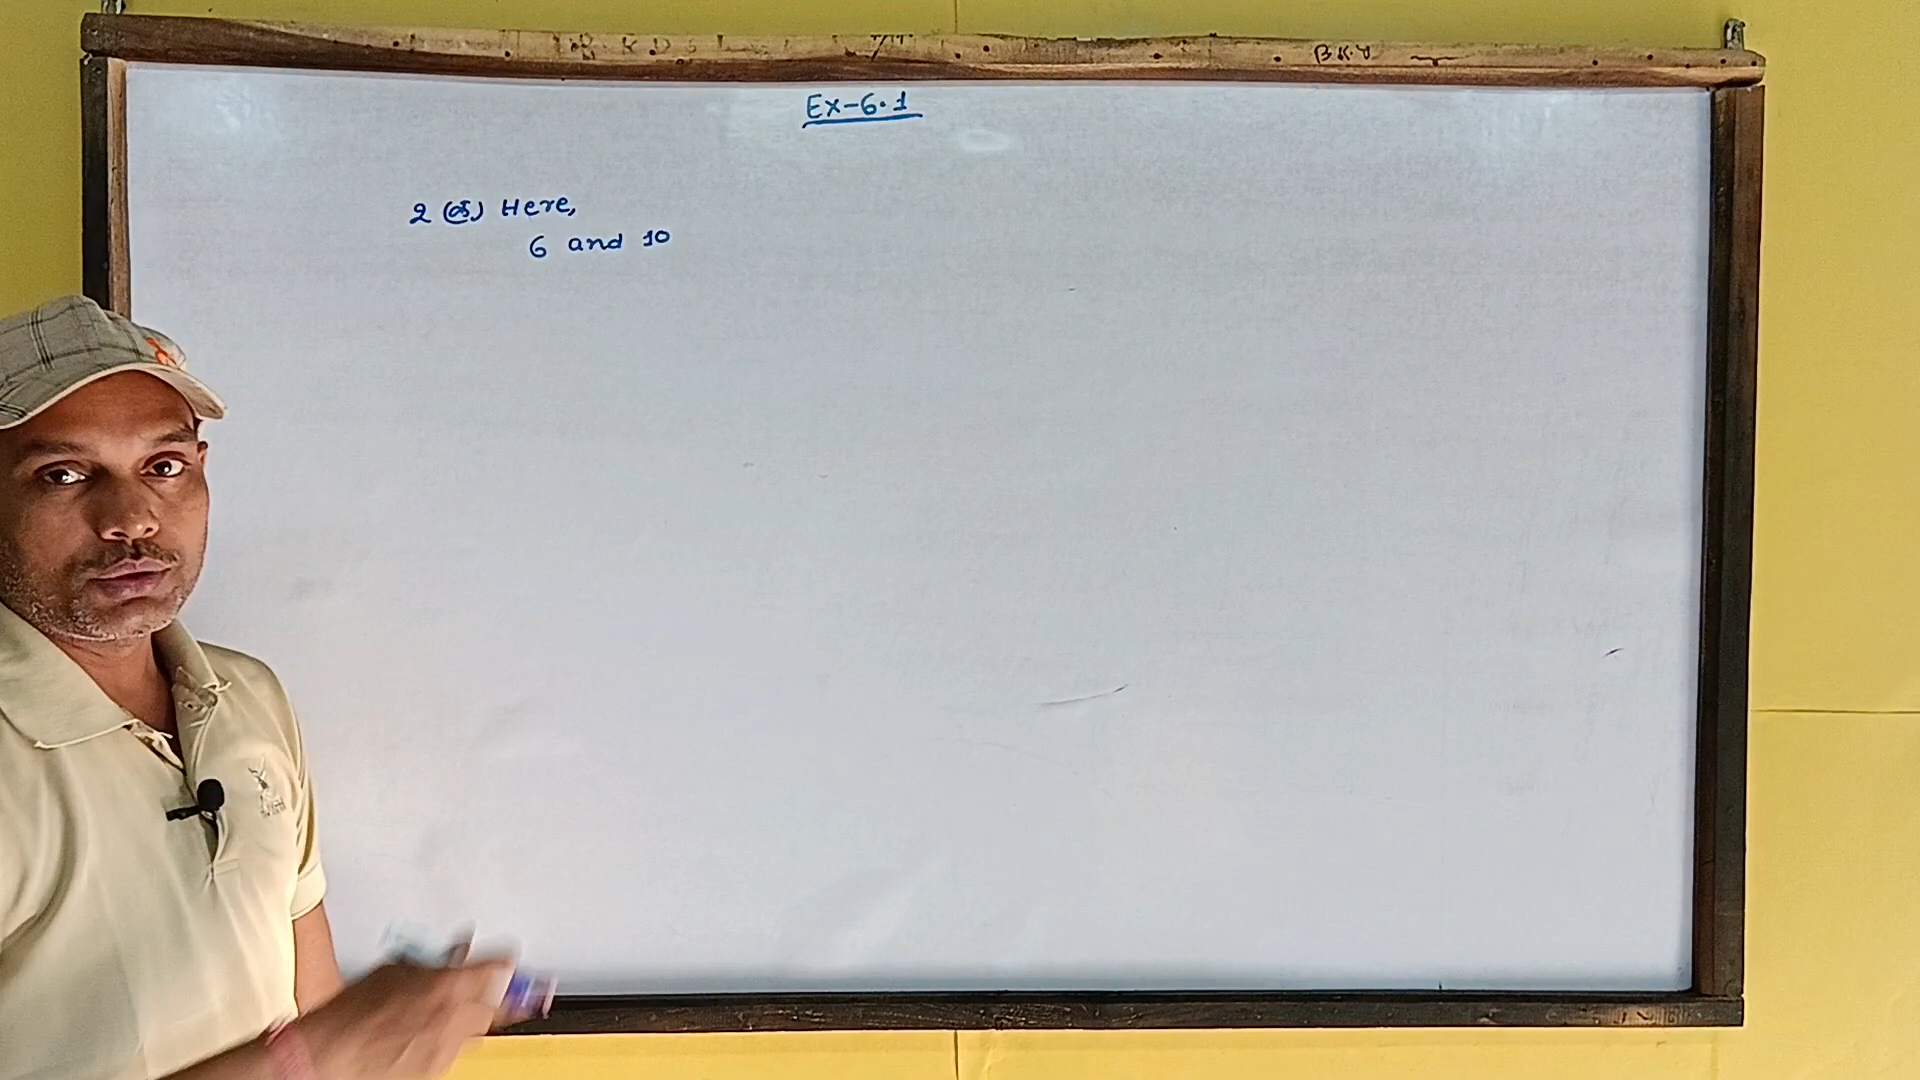 B.K.Y
Ex-6.1
2 (क) Here,
6 and 10